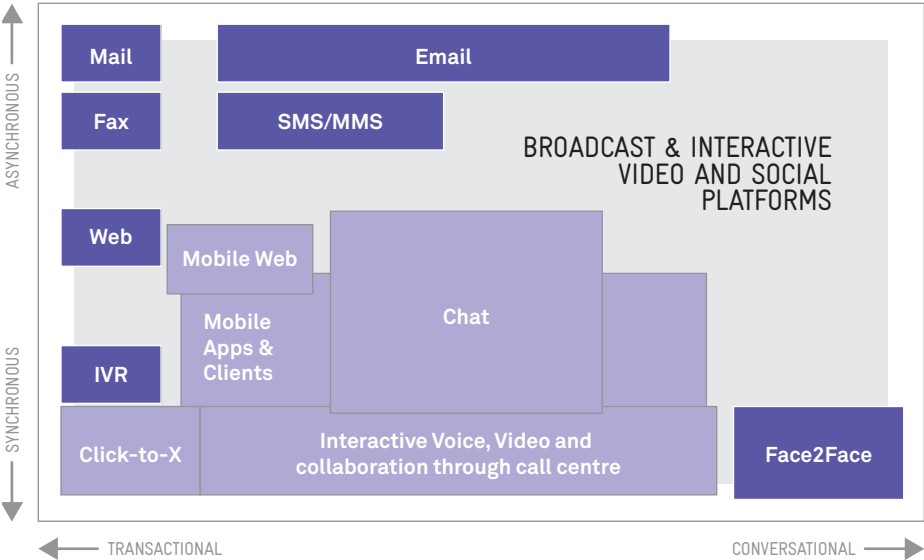 ASYNCHRONOUS
SYNCHRONOUS
Mail
Email
Fax
SMS/MMS
BROADCAST & INTERACTIVE
VIDEO AND SOCIAL
PLATFORMS
Web
Mobile Web
Chat
Mobile
Apps &
Clients
IVR
Click-to-X
Interactive Voice, Video and
collaboration through call centre
Face2Face
TRANSACTIONAL
CONVERSATIONAL